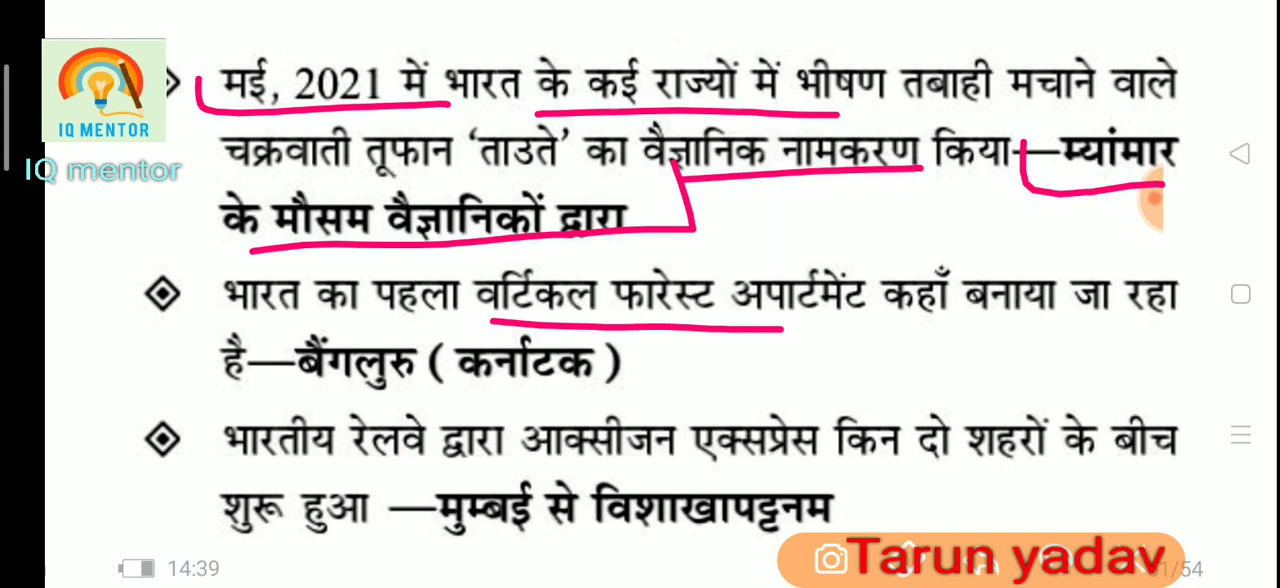 IQ MENTOR
IQ mentor
मई, 2021 में भारत के कई राज्यों में भीषण तबाही मचाने वाले
चक्रवाती तूफान ‘ताउते’ का वैज्ञानिक नामकरण किया—म्यांमार
के मौसम वैज्ञानिकों द्वारा
भारत का पहला वर्टिकल फारेस्ट अपार्टमेंट कहाँ बनाया जा रहा
है—बैंगलुरु ( कर्नाटक )
भारतीय रेलवे द्वारा आक्सीजन एक्सप्रेस किन दो शहरों के बीच
शुरू हुआ —मुम्बई से विशाखापट्टनम
Tarun yadav
14:39
/54